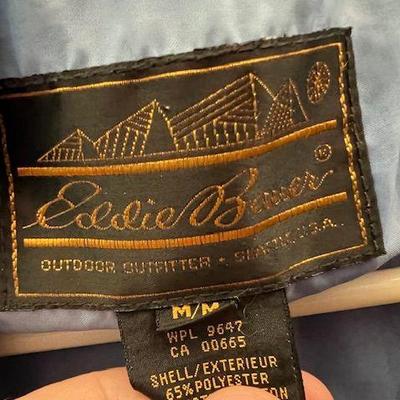 Eddie Bauer ®
OUTDOOR OUTFITTER • SEATTLE U.S.A.
M/M
WPL 9647
CA 00665
SHELL/EXTERIEUR
65% POLYESTER